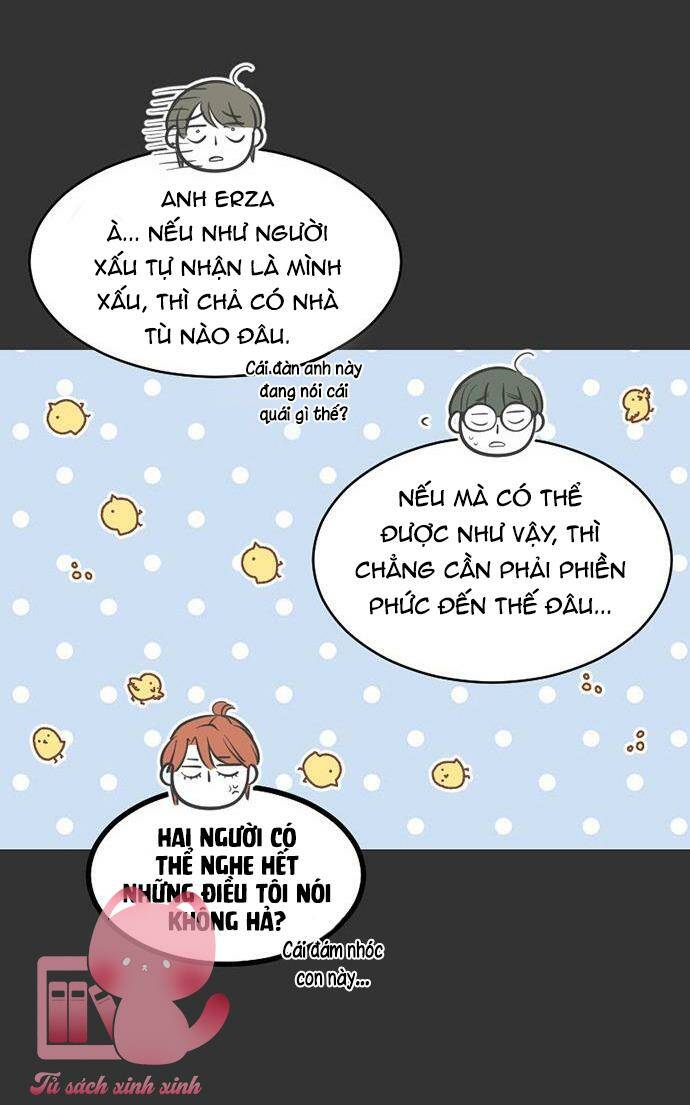 ANH ERZA
À... NẾU NHƯ NGƯỜI
XẤU TỰ NHẬN LÀ MÌNH
XẤU, THÌ CHẢ CÓ NHÀ
TÙ NÀO ĐÂU.
Cái đàn anh này
đang nói cái
quái gì thế?
NẾU MÀ CÓ THỂ
ĐƯỢC NHƯ VẬY, THÌ
CHẲNG CẦN PHẢI PHIỀN
PHỨC ĐẾN THẾ ĐÂU...
HAI NGƯỜI CÓ
THỂ NGHE HẾT
NHỮNG ĐIỀU TÔI NÓI
KHÔNG HẢ?
Cái đám nhóc
con này...
Tủ sách xinh xinh